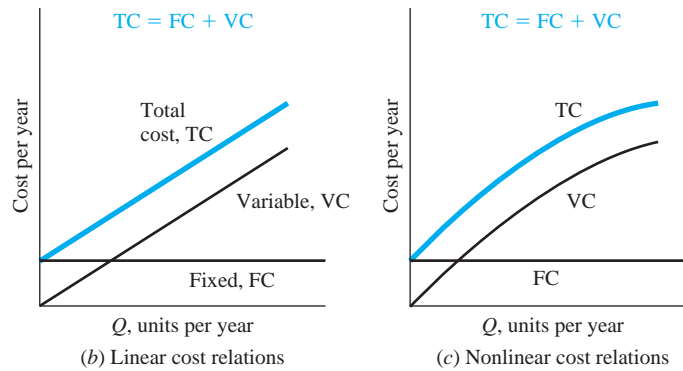 TC = FC + VC
Cost per year
Total
cost, TC
Variable, VC
Fixed, FC
Q, units per year
(b) Linear cost relations
TC = FC + VC
Cost per year
TC
VC
FC
Q, units per year
(c) Nonlinear cost relations